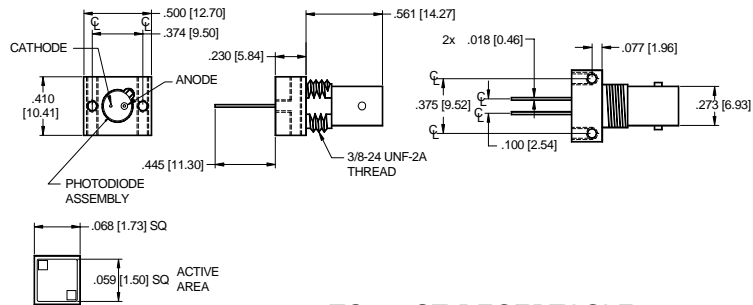 .500 [12.70]
℄ ℄
.374 [9.50]
CATHODE
ANODE
.410
[10.41]
PHOTODIODE
ASSEMBLY
.561 [14.27]
.230 [5.84]
.445 [11.30]
3/8-24 UNF-2A
THREAD
2x .018 [0.46]
.077 [1.96]
℄
℄
.375 [9.52]
.273 [6.93]
℄
℄
.100 [2.54]
.068 [1.73] SQ
.059 [1.50] SQ
ACTIVE
AREA